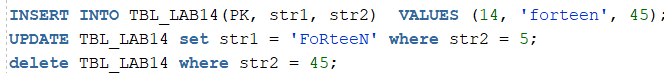 INSERT INTO TBL_LAB14(PK, str1, str2)  VALUES (14, 'forteen', 45);
UPDATE TBL_LAB14 set str1 = 'FoRteeN' where str2 = 5;
delete TBL_LAB14 where str2 = 45;